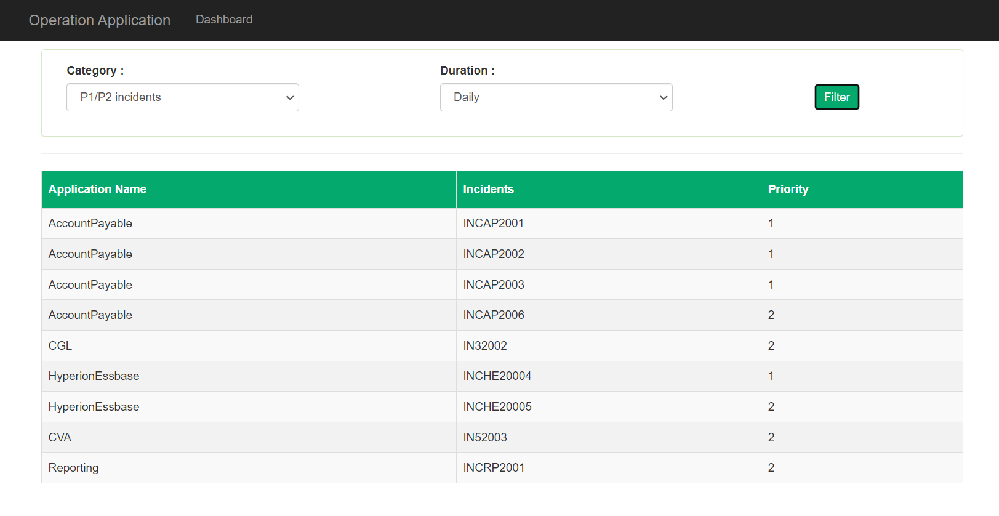 Operation Application Dashboard
Category : Duration :
P1/P2 incidents Daily Filter
Application Name Incidents Priority
AccountPayable INCAP2001 1
AccountPayable INCAP2002 1
AccountPayable INCAP2003 1
AccountPayable INCAP2006 2
CGL IN32002 2
HyperionEssbase INCHE20004 1
HyperionEssbase INCHE20005 2
CVA IN52003 2
Reporting INCRP2001 2